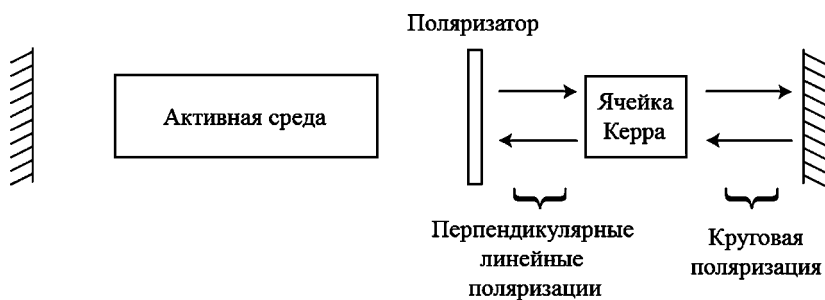 Поляризатор
Активная среда
Ячейка
Керра
Перпендикулярные
линейные
поляризации
Круговая
поляризация